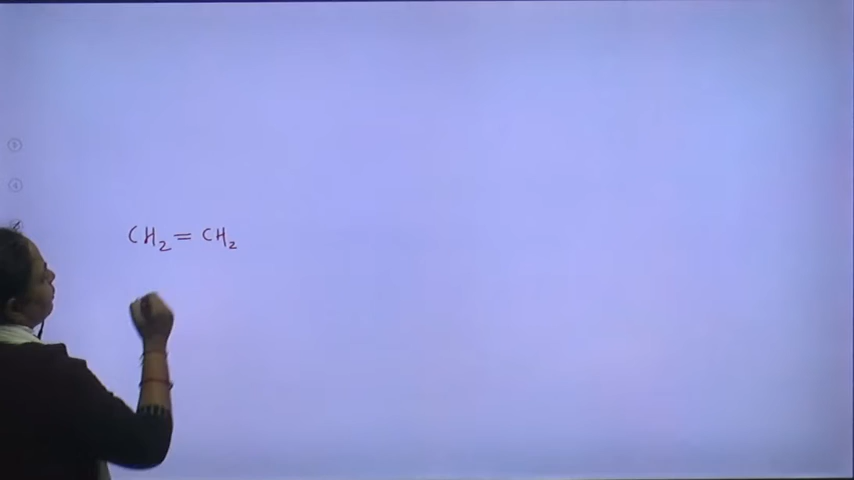 CH₂ = CH₂